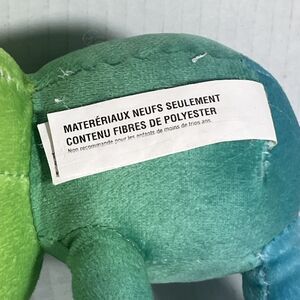 MATERÉRIAUX NEUFS SEULEMENT
CONTENU FIBRES DE POLYESTER
Non recommandé pour les enfants de moins de trois ans.